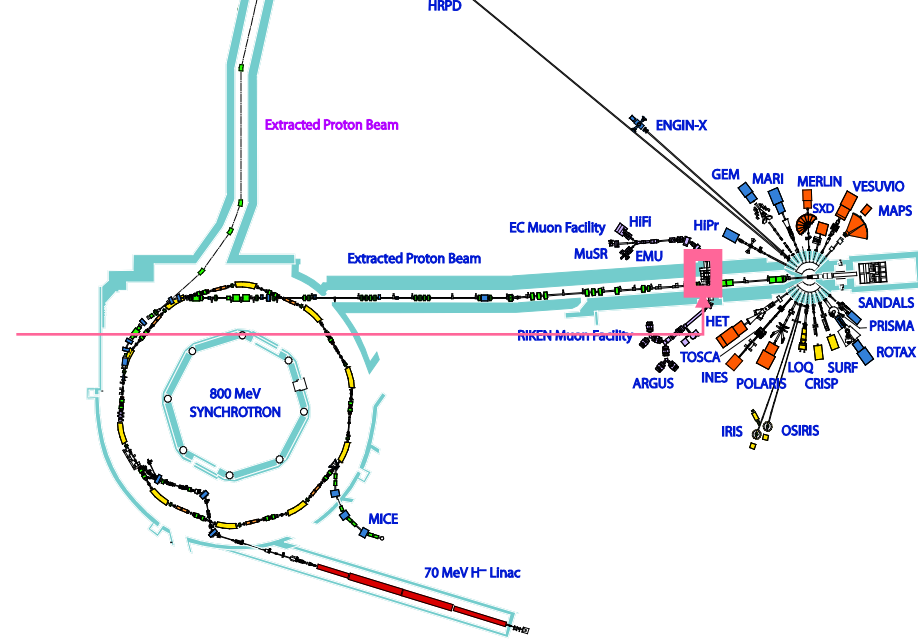 HRPD
Extracted Proton Beam
ENGIN-X
GEM
MARI
MERLIN
VESUVIO
SXD
MAPS
HiPr
EC Muon Facility
HiFi
MuSR
EMU
Extracted Proton Beam
SANDALS
PRISMA
ROTAX
HET
RIKEN Muon Facility
TOSCA
ARGUS
INES
POLARIS
LOQ
CRISP
SURF
IRIS
OSIRIS
800 MeV
SYNCHROTRON
MICE
70 MeV H– Linac